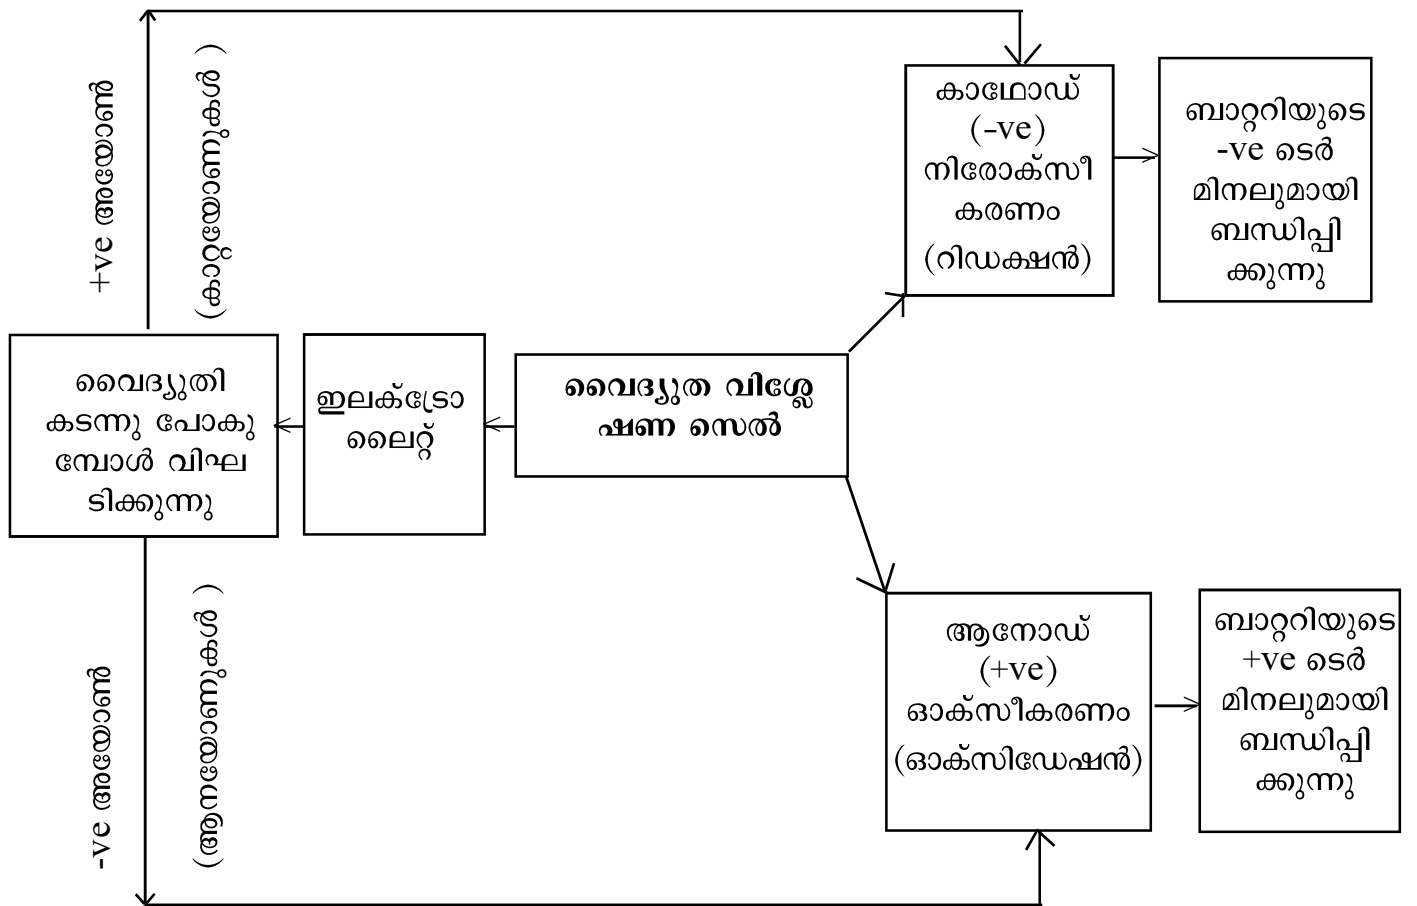 +ve അയോൺ
(കാറ്റയോണുകൾ)
കാഥോഡ്
(-ve)
നിരോക്സീ
കരണം
(റിഡക്ഷൻ)
ബാറ്ററിയുടെ
-ve ടെർ
മിനലുമായി
ബന്ധിപ്പി
ക്കുന്നു
വൈദ്യുതി
കടന്നു പോകു
മ്പോൾ വിഘ
ടിക്കുന്നു
ഇലക്ട്രോ
ലൈറ്റ്
വൈദ്യുത വിശ്ലേ
ഷണ സെൽ
-ve അയോൺ
(ആനയോണുകൾ)
ആനോഡ്
(+ve)
ഓക്സീകരണം
(ഓക്സിഡേഷൻ)
ബാറ്ററിയുടെ
+ve ടെർ
മിനലുമായി
ബന്ധിപ്പി
ക്കുന്നു